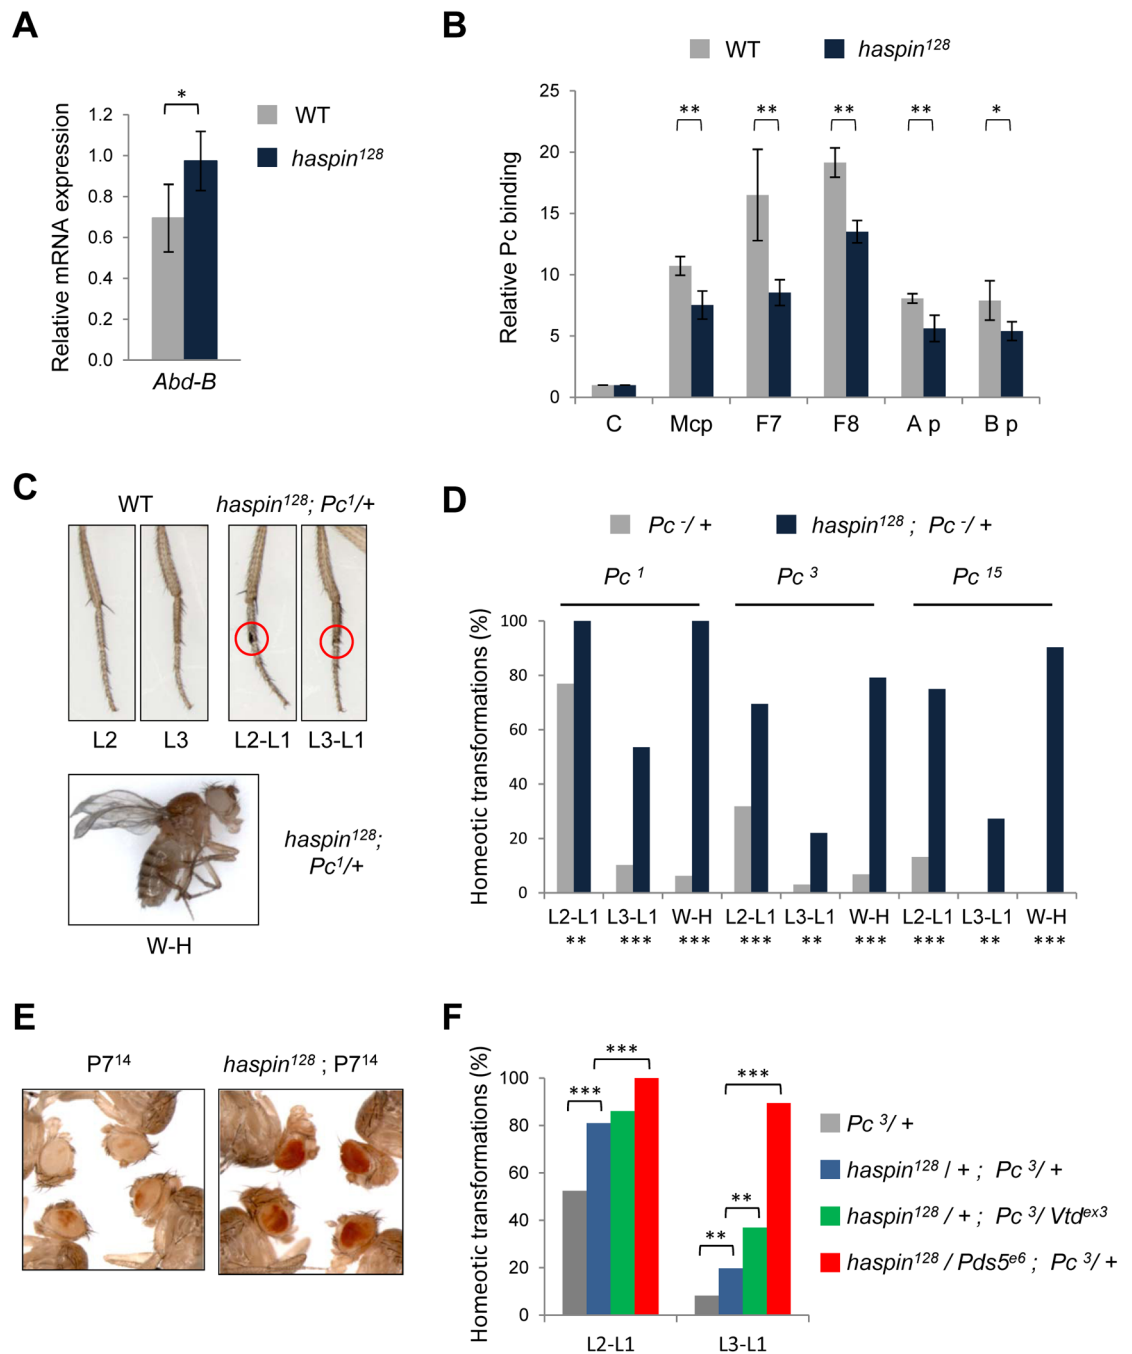 A
Relative mRNA expression
1.2
1.0
0.8
0.6
0.4
0.2
0.0
*
Abd-B
WT
haspin¹²⁸
B
WT
haspin¹²⁸
Relative Pc binding
25
20
15
10
5
0
** ** ** ** *
C Mcp F7 F8 A p B p
C
WT haspin¹²⁸; Pc¹/+
L2 L3 L2-L1 L3-L1
haspin¹²⁸;
Pc¹/+
W-H
D
Pc ⁻/ +
haspin¹²⁸ ; Pc ⁻/ +
Pc ¹ Pc ³ Pc ¹⁵
Homeotic transformations (%)
100
80
60
40
20
0
L2-L1 L3-L1 W-H L2-L1 L3-L1 W-H L2-L1 L3-L1 W-H
** *** *** *** ** *** *** ** ***
E
P7¹⁴ haspin¹²⁸ ; P7¹⁴
F
Homeotic transformations (%)
100
80
60
40
20
0
***
***
***
**
**
L2-L1 L3-L1
Pc ³/ +
haspin¹²⁸ / + ; Pc ³/ +
haspin¹²⁸ / + ; Pc ³/ Vtdᵉˣ³
haspin¹²⁸ / Pds5ᵉ⁶ ; Pc ³/ +